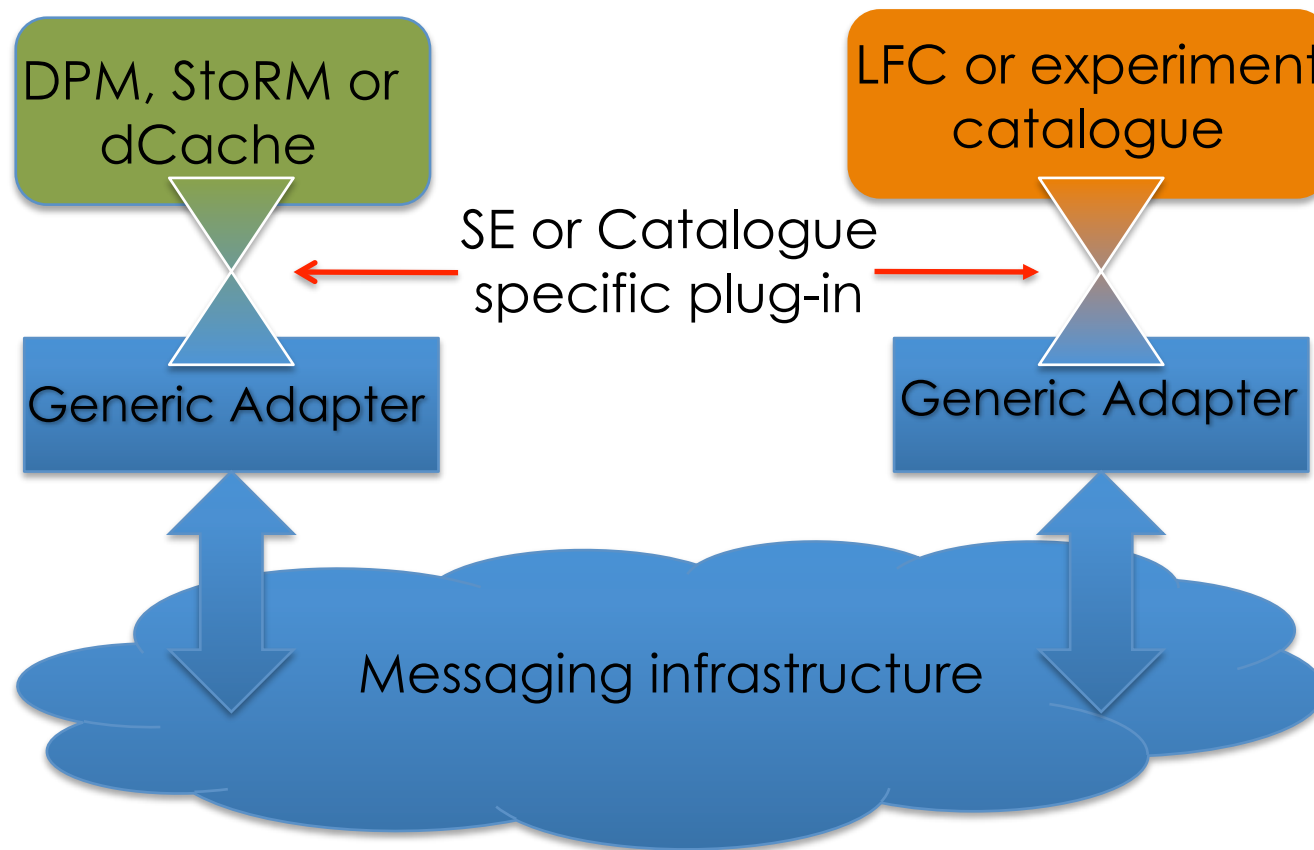 DPM, StoRM or
dCache
LFC or experiment
catalogue
SE or Catalogue
specific plug-in
Generic Adapter
Generic Adapter
Messaging infrastructure